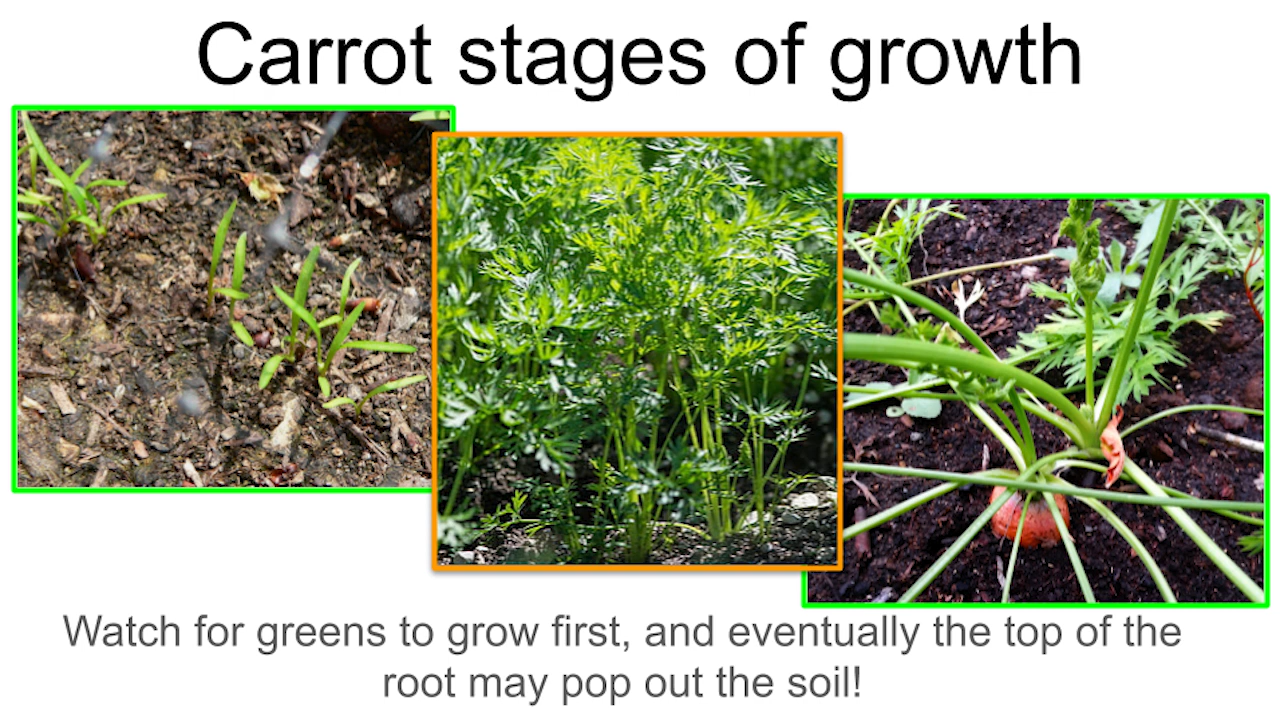 Carrot stages of growth
Watch for greens to grow first, and eventually the top of the
root may pop out the soil!